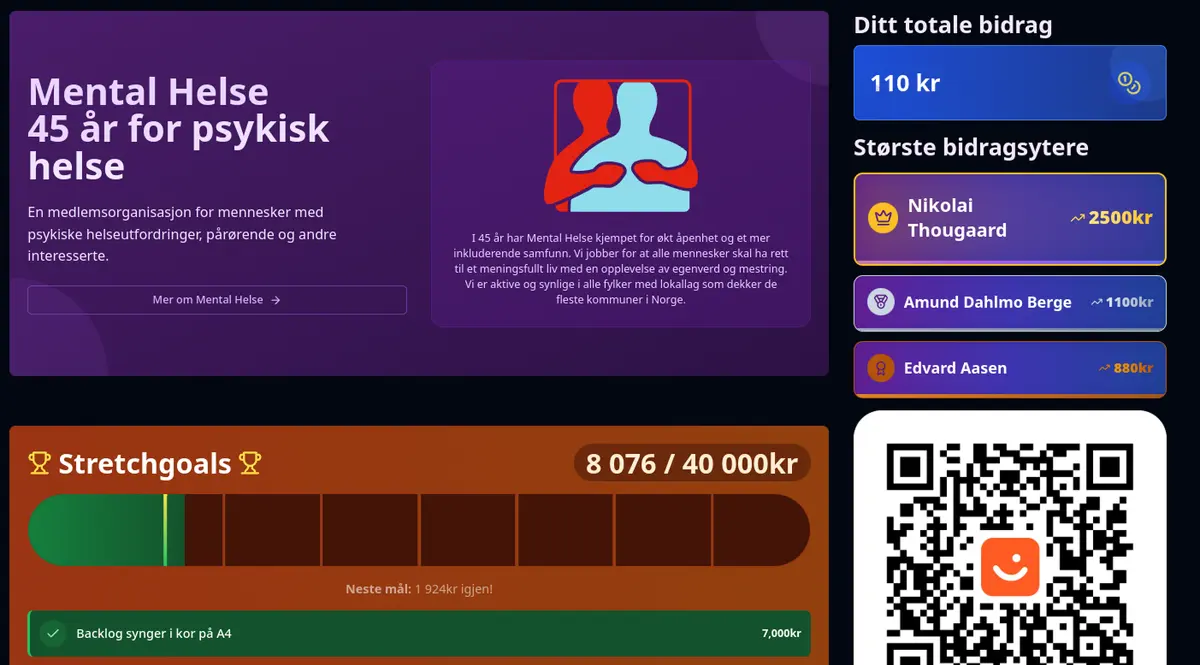 Mental Helse
45 år for psykisk
helse
En medlemsorganisasjon for mennesker med
psykiske helseutfordringer, pårørende og andre
interesserte.
Mer om Mental Helse →
I 45 år har Mental Helse kjempet for økt åpenhet og et mer
inkluderende samfunn. Vi jobber for at alle mennesker skal ha rett
til et meningsfullt liv med en opplevelse av egenverd og mestring.
Vi er aktive og synlige i alle fylker med lokallag som dekker de
fleste kommuner i Norge.
Stretchgoals
8 076 / 40 000kr
Neste mål: 1 924kr igjen!
Backlog synger i kor på A4
7,000kr
Ditt totale bidrag
110 kr
Største bidragsytere
Nikolai
Thougaard
2500kr
Amund Dahlmo Berge
1100kr
Edvard Aasen
880kr